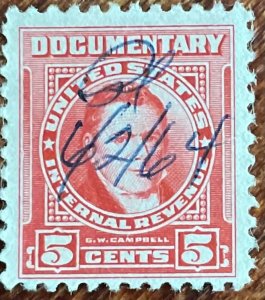 DOCUMENTARY
UNITED STATES
INTERNAL REVENUE
G.W. CAMPBELL
5 CENTS 5